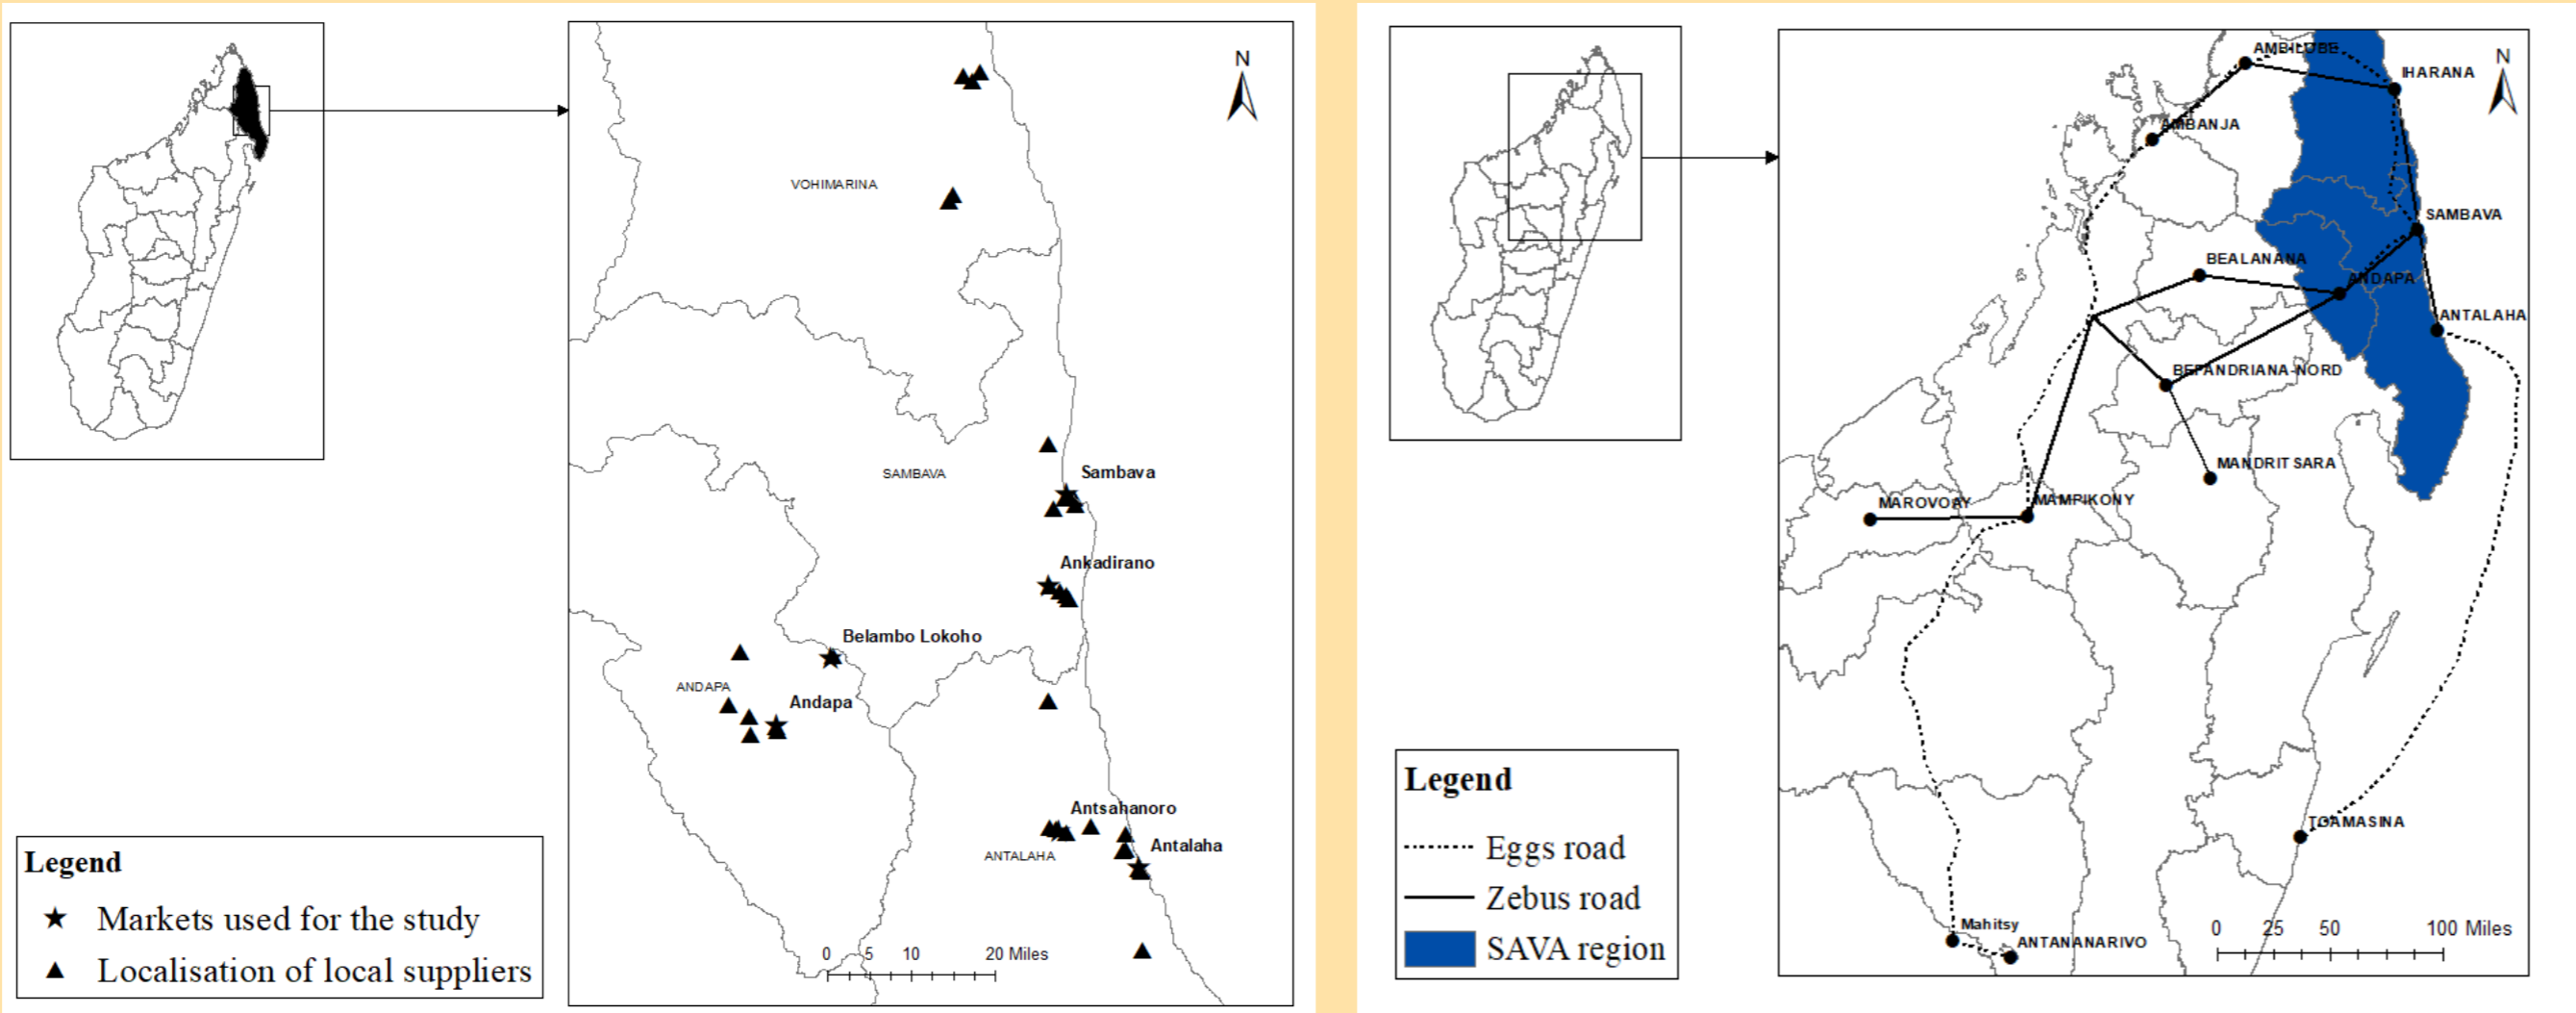 N
VOHIMARINA
SAMBAVA
Sambava
Ankadirano
Belambo Lokoho
ANDAPA
Andapa
Antsahanoro
ANTALAHA
Antalaha
0 5 10 20 Miles
Legend
Markets used for the study
Localisation of local suppliers
AMBILOBE
IHARANA
N
AMBANJA
SAMBAVA
BEALANANA
ANDAPA
ANTALAHA
BEFANDRIANA-NORD
MANDRITSARA
MAROVOAY
MAMPIKONY
TOAMASINA
Mahitsy
ANTANANARIVO
0 25 50 100 Miles
Legend
Eggs road
Zebus road
SAVA region